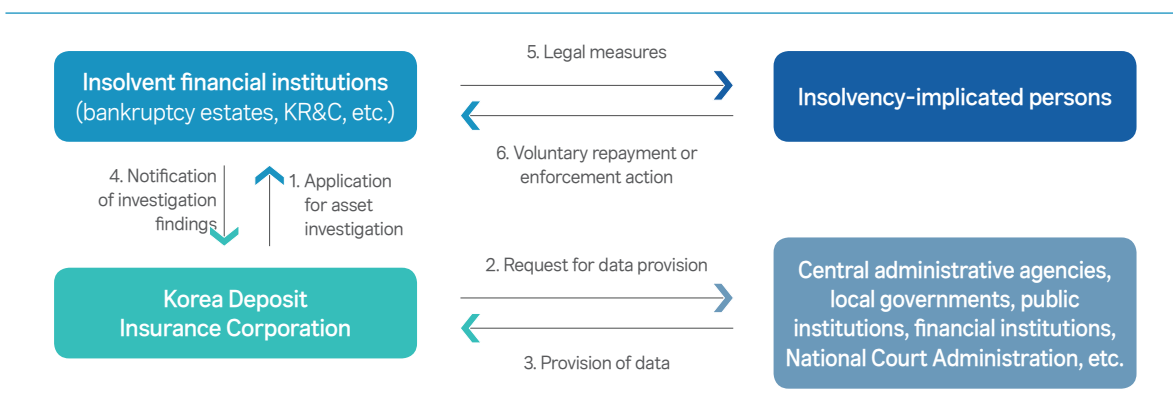 Insolvent financial institutions
(bankruptcy estates, KR&C, etc.)
5. Legal measures
6. Voluntary repayment or
enforcement action
Insolvency-implicated persons
4. Notification
of investigation
findings
1. Application
for asset
investigation
Korea Deposit
Insurance Corporation
2. Request for data provision
3. Provision of data
Central administrative agencies,
local governments, public
institutions, financial institutions,
National Court Administration, etc.